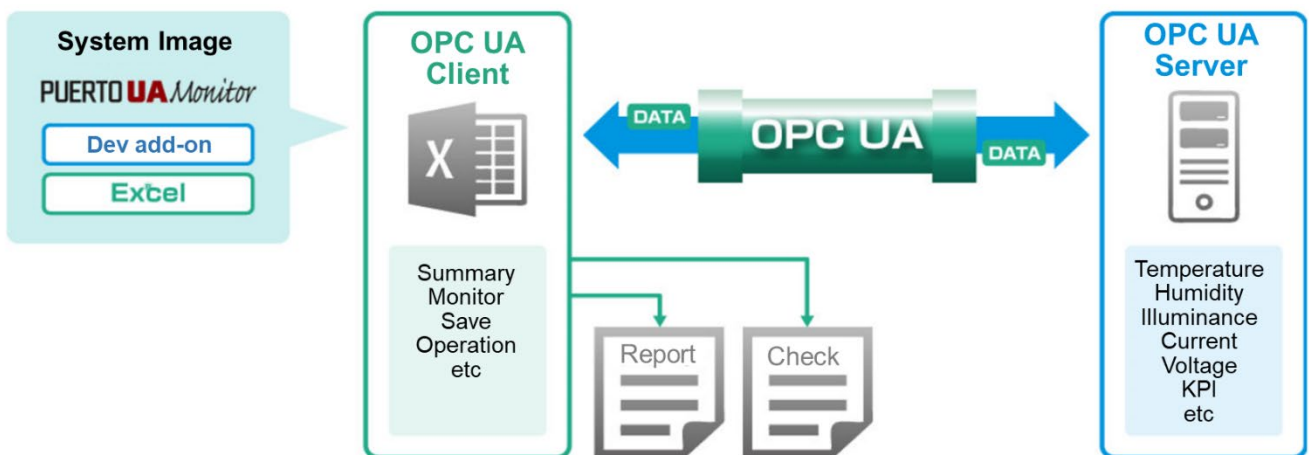 System Image
PUERTO UA Monitor
Dev add-on
Excel
OPC UA
Client
X
Summary
Monitor
Save
Operation
etc
DATA
OPC UA
DATA
Report
Check
OPC UA
Server
Temperature
Humidity
Illuminance
Current
Voltage
KPI
etc